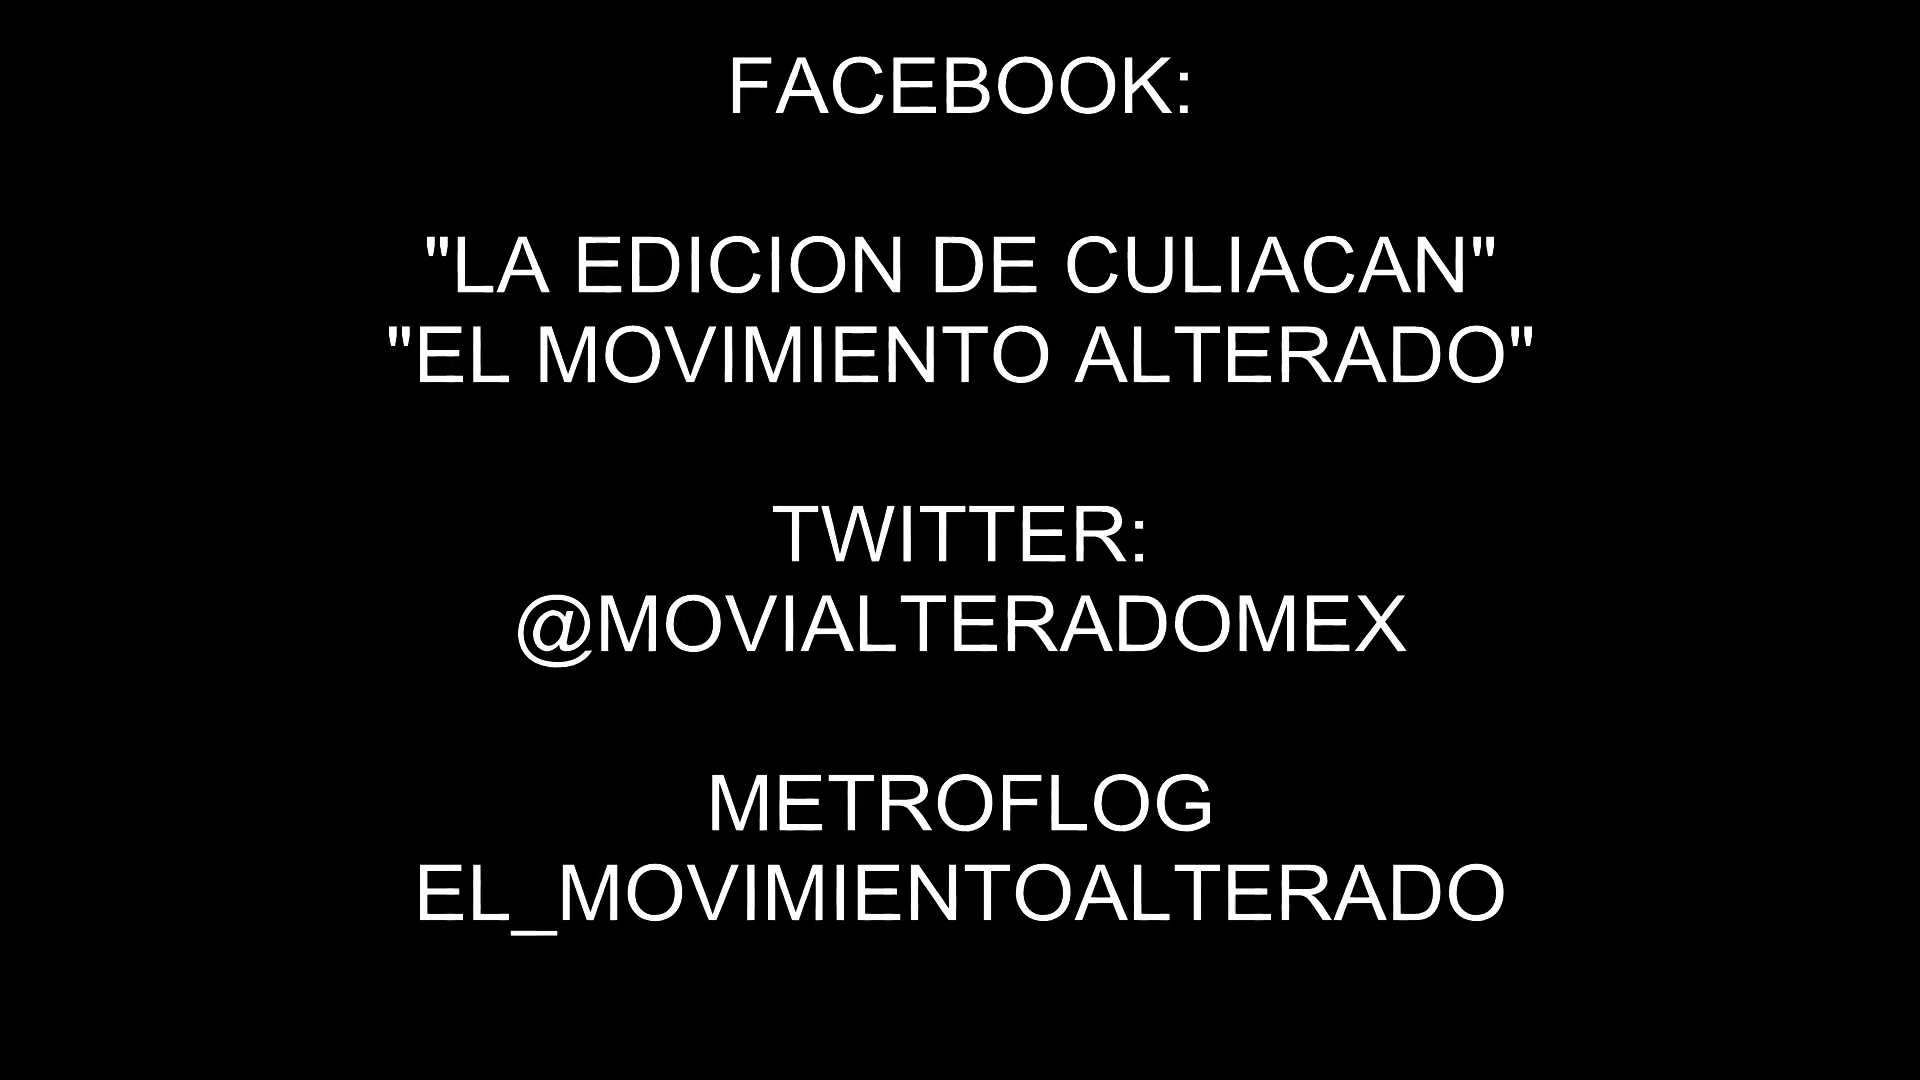 FACEBOOK:
"LA EDICION DE CULIACAN"
"EL MOVIMIENTO ALTERADO"
TWITTER:
@MOVIALTERADOMEX
METROFLOG
EL_MOVIMIENTOALTERADO